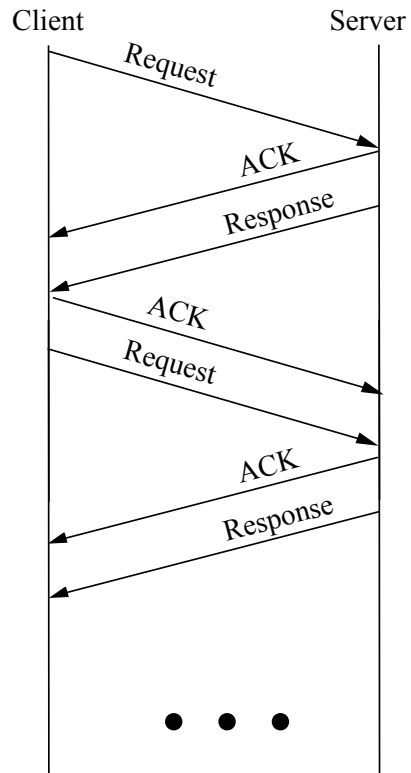 Client
Server
Request
ACK
Response
ACK
Request
ACK
Response